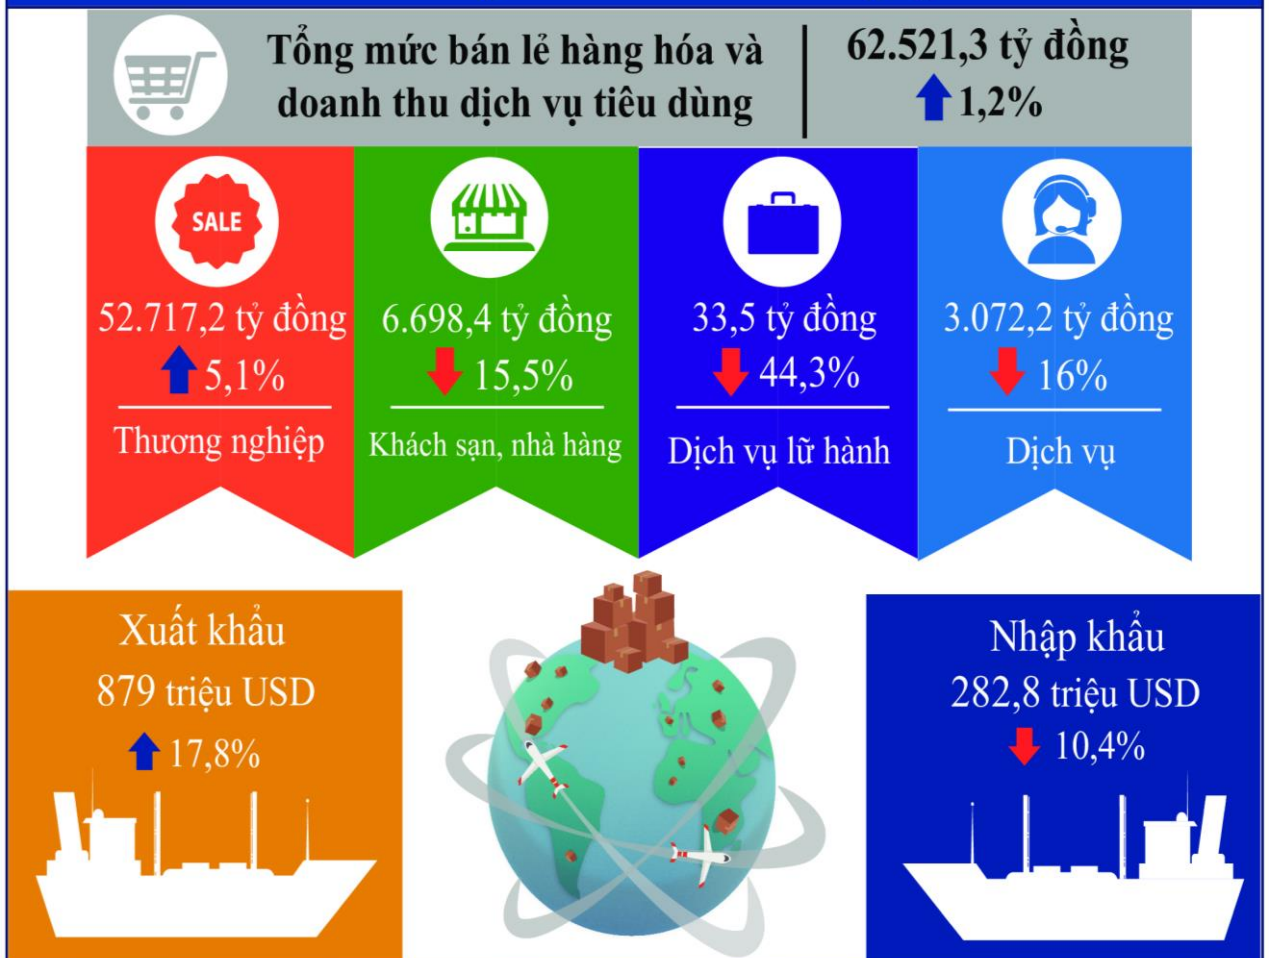 Tổng mức bán lẻ hàng hóa và
doanh thu dịch vụ tiêu dùng
62.521,3 tỷ đồng
1,2%
SALE
52.717,2 tỷ đồng
5,1%
Thương nghiệp
6.698,4 tỷ đồng
15,5%
Khách sạn, nhà hàng
33,5 tỷ đồng
44,3%
Dịch vụ lữ hành
3.072,2 tỷ đồng
16%
Dịch vụ
Xuất khẩu
879 triệu USD
17,8%
Nhập khẩu
282,8 triệu USD
10,4%